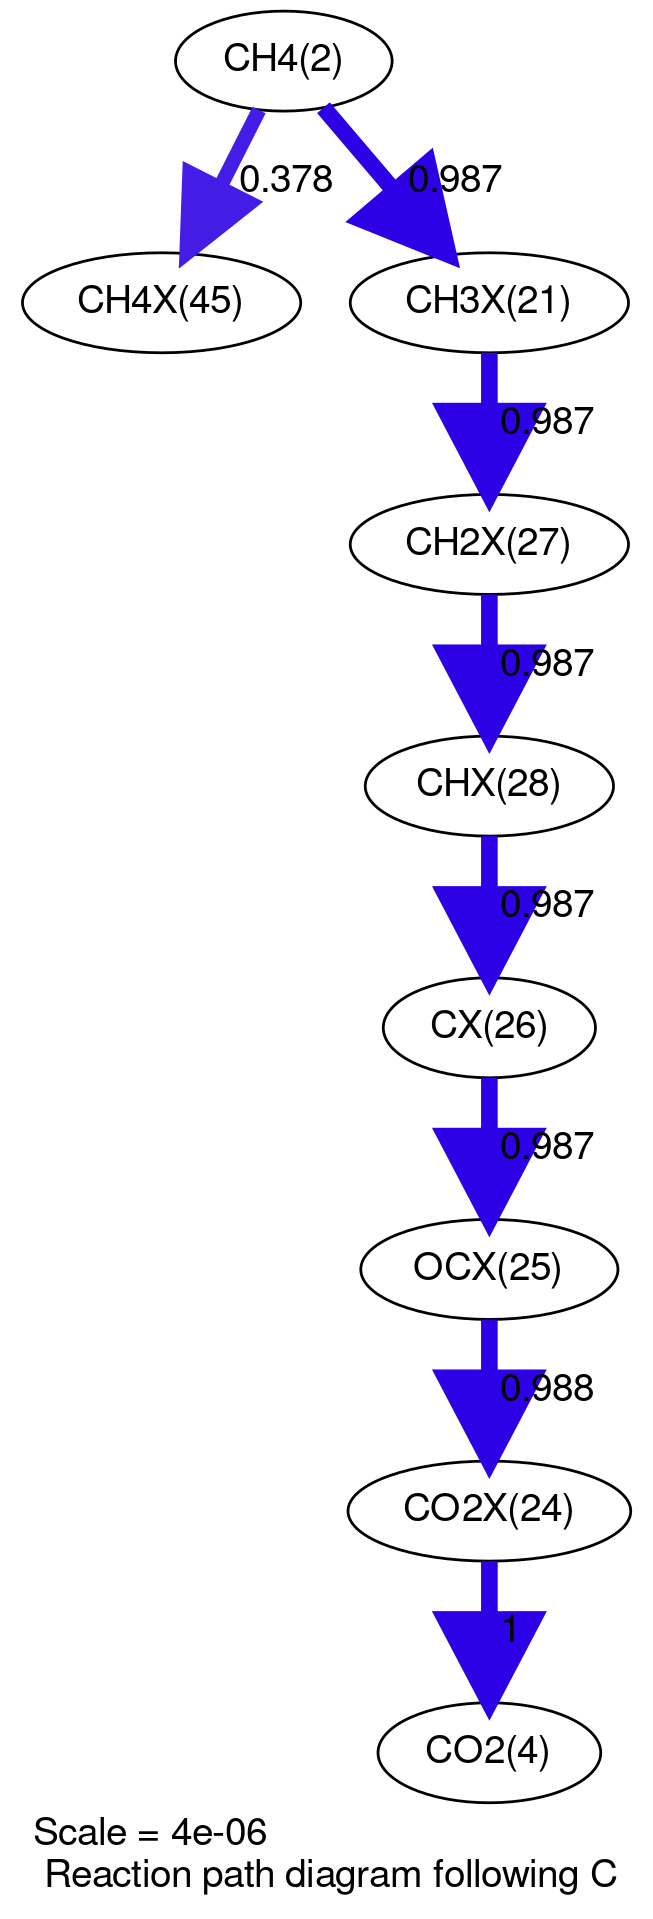 CH4(2)
0.378
0.987
CH4X(45)
CH3X(21)
0.987
CH2X(27)
0.987
CHX(28)
0.987
CX(26)
0.987
OCX(25)
0.988
CO2X(24)
1
CO2(4)
Scale = 4e-06
Reaction path diagram following C